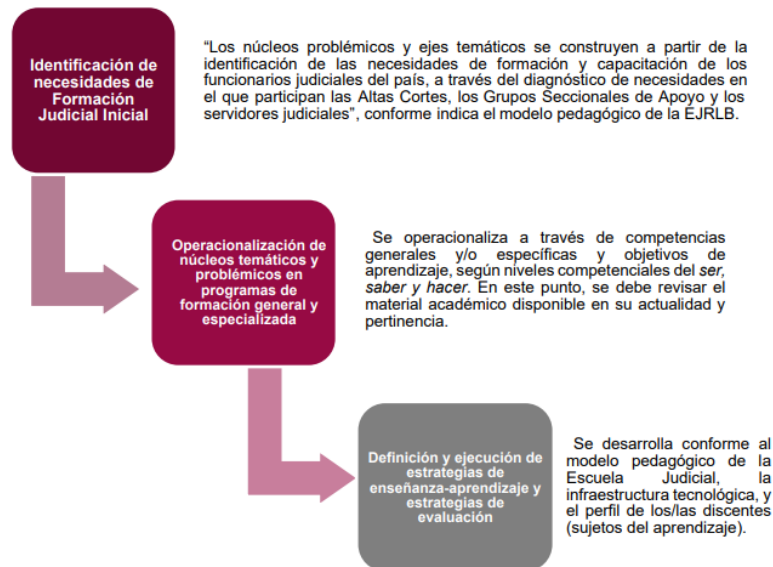 Identificación de
necesidades de
Formación
Judicial Inicial
“Los núcleos problémicos y ejes temáticos se construyen a partir de la
identificación de las necesidades de formación y capacitación de los
funcionarios judiciales del país, a través del diagnóstico de necesidades en
el que participan las Altas Cortes, los Grupos Seccionales de Apoyo y los
servidores judiciales”, conforme indica el modelo pedagógico de la EJRLB.
Operacionalización de
núcleos temáticos y
problémicos en
programas de
formación general y
especializada
Se operacionaliza a través de competencias
generales y/o específicas y objetivos de
aprendizaje, según niveles competenciales del ser,
saber y hacer. En este punto, se debe revisar el
material académico disponible en su actualidad y
pertinencia.
Definición y ejecución de
estrategias de
enseñanza-aprendizaje y
estrategias de
evaluación
Se desarrolla conforme al
modelo pedagógico de la
Escuela Judicial, la
infraestructura tecnológica, y
el perfil de los/las discentes
(sujetos del aprendizaje).